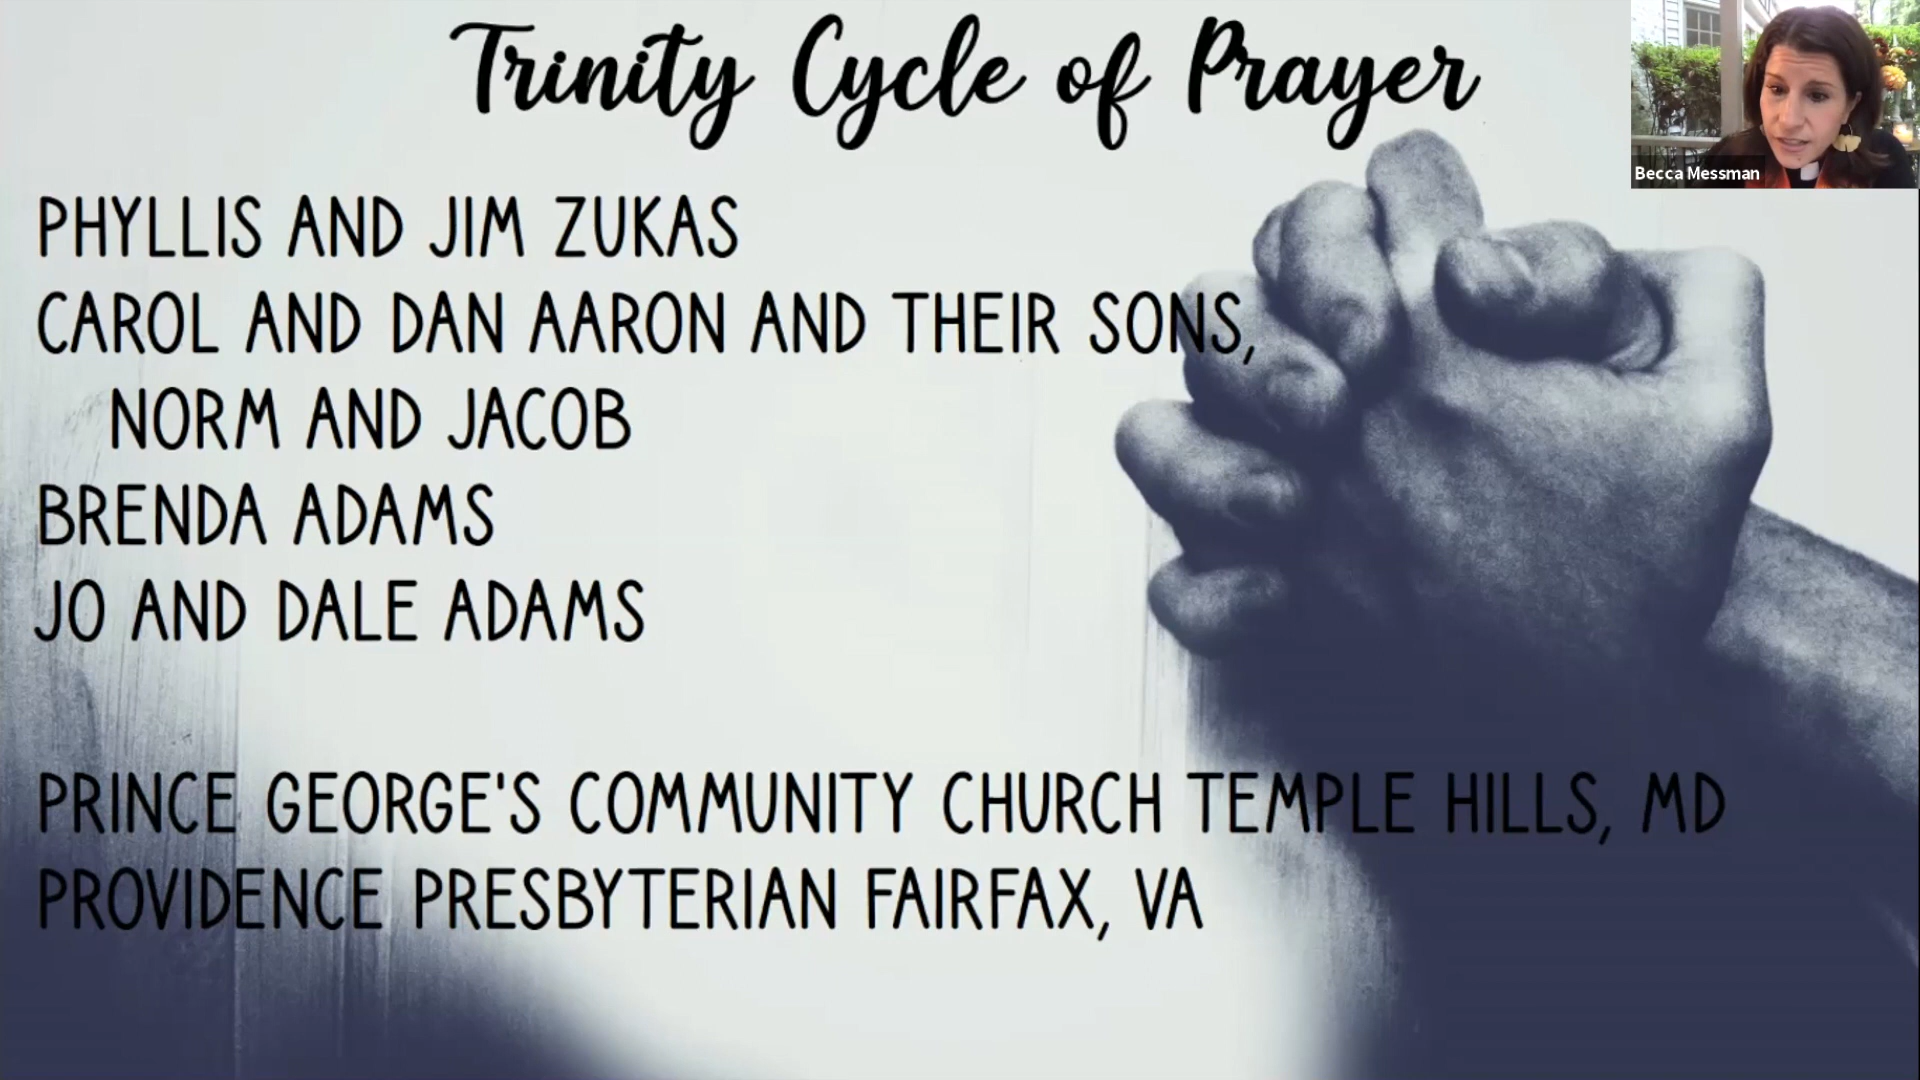 Trinity Cycle of Prayer
Becca Messman
PHYLLIS AND JIM ZUKAS
CAROL AND DAN AARON AND THEIR SONS,
NORM AND JACOB
BRENDA ADAMS
JO AND DALE ADAMS
PRINCE GEORGE'S COMMUNITY CHURCH TEMPLE HILLS, MD
PROVIDENCE PRESBYTERIAN FAIRFAX, VA